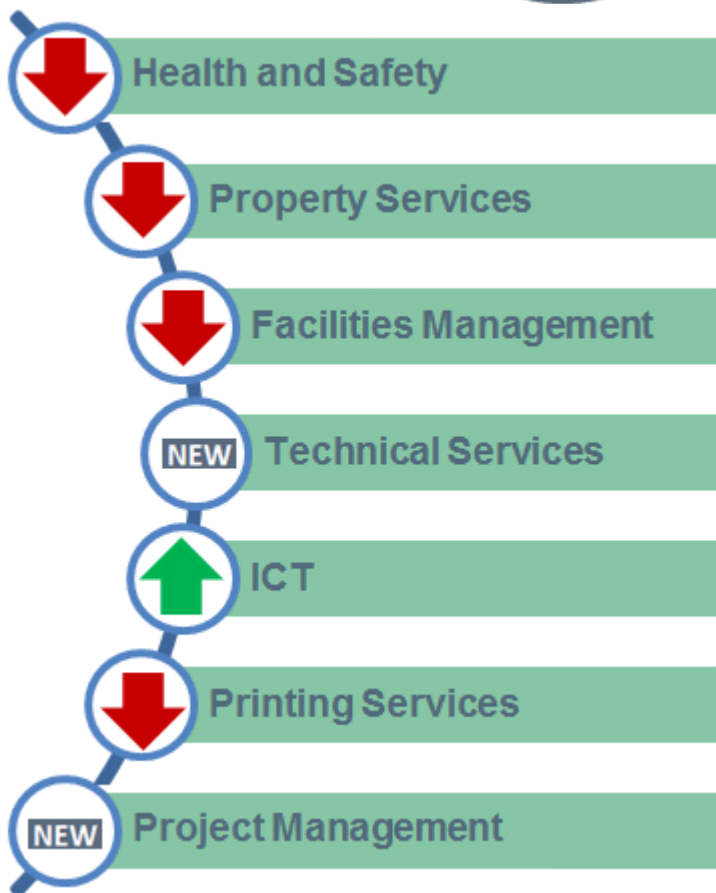 Health and Safety
Property Services
Facilities Management
NEW Technical Services
ICT
Printing Services
NEW Project Management